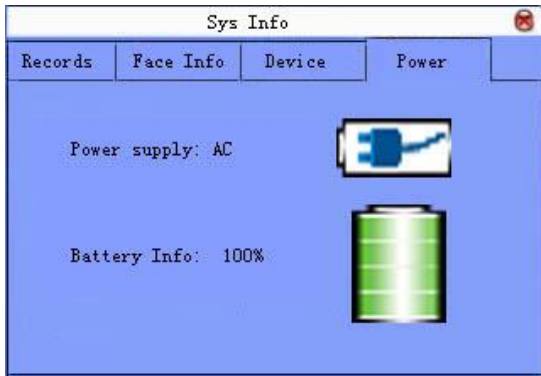 Sys Info
Records Face Info Device Power
Power supply: AC
Battery Info: 100%